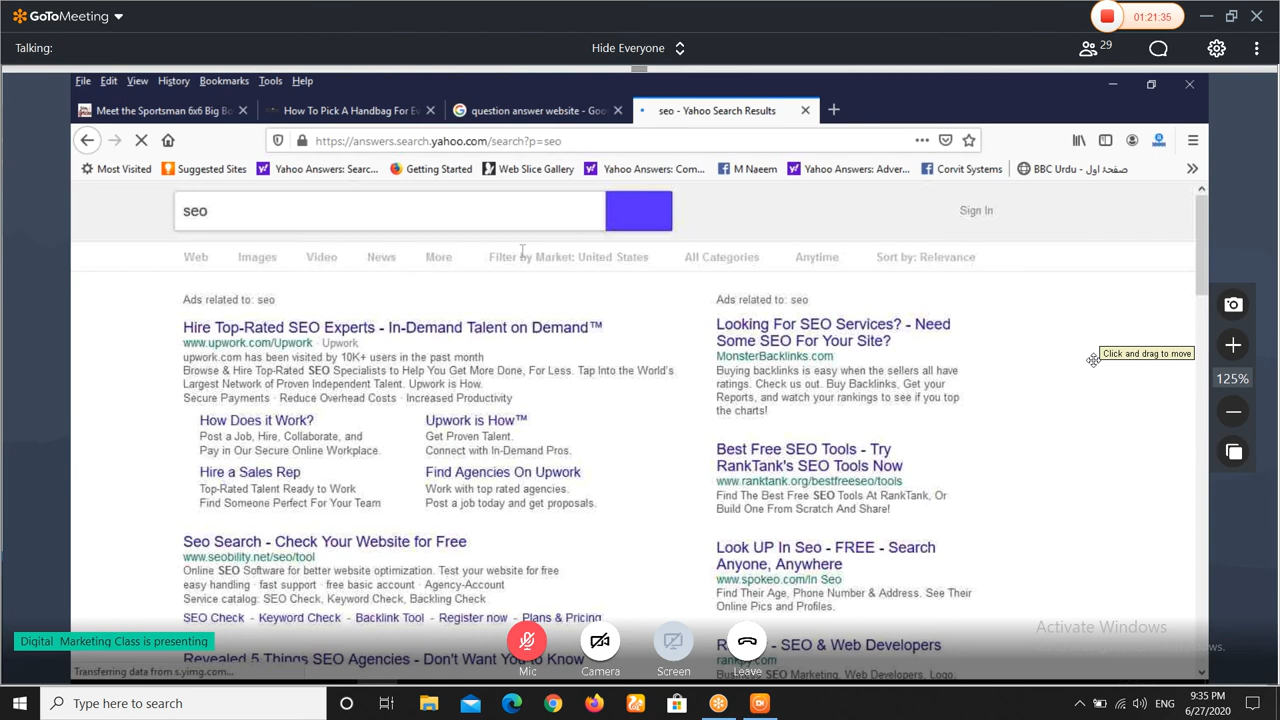 GoToMeeting
01:21:35
Talking:
Hide Everyone
29
File Edit View History Bookmarks Tools Help
Meet the Sportsman 6x6 Big Bo
How To Pick A Handbag For Ev
question answer website - Goo
seo - Yahoo Search Results
https://answers.search.yahoo.com/search?p=seo
Most Visited
Suggested Sites
Yahoo Answers: Searc...
Getting Started
Web Slice Gallery
Yahoo Answers: Com...
M Naeem
Yahoo Answers: Adver...
Corvit Systems
BBC Urdu - صفحۂ اول
seo
Sign In
Web Images Video News More Filter by Market: United States All Categories Anytime Sort by: Relevance
Ads related to: seo
Hire Top-Rated SEO Experts - In-Demand Talent on Demand™
www.upwork.com/Upwork · Upwork
upwork.com has been visited by 10K+ users in the past month
Browse & Hire Top-Rated SEO Specialists to Help You Get More Done, For Less. Tap Into the World's
Largest Network of Proven Independent Talent. Upwork is How.
Secure Payments · Reduce Overhead Costs · Increased Productivity
How Does it Work?
Post a Job, Hire, Collaborate, and
Pay in Our Secure Online Workplace.
Upwork is How™
Get Proven Talent.
Connect with In-Demand Pros.
Hire a Sales Rep
Top-Rated Talent Ready to Work
Find Someone Perfect For Your Team
Find Agencies On Upwork
Work with top rated agencies.
Post a job today and get proposals.
Seo Search - Check Your Website for Free
www.seobility.net/seo/tool
Online SEO Software for better website optimization. Test your website for free
easy handling · fast support · free basic account · Agency-Account
Service catalog: SEO Check, Keyword Check, Backling Check
SEO Check - Keyword Check - Backlink Tool - Register now - Plans & Pricing
Revealed 5 Things SEO Agencies - Don't Want You to Know
Ads related to: seo
Looking For SEO Services? - Need
Some SEO For Your Site?
MonsterBacklinks.com
Buying backlinks is easy when the sellers all have
ratings. Check us out. Buy Backlinks, Get your
Reports, and watch your rankings to see if you top
the charts!
Best Free SEO Tools - Try
RankTank's SEO Tools Now
www.ranktank.org/bestfreeseo/tools
Find The Best Free SEO Tools At RankTank, Or
Build One From Scratch And Share!
Look UP In Seo - FREE - Search
Anyone, Anywhere
www.spokeo.com/In Seo
Find Their Age, Phone Number & Address. See Their
Online Pics and Profiles.
SEO & Web Developers
SEO Marketing, Web Developers, Logo,
Click and drag to move
125%
Activate Windows
Digital Marketing Class is presenting
Transferring data from s.yimg.com...
Mic Camera Screen Leave
Type here to search
ENG
9:35 PM
6/27/2020